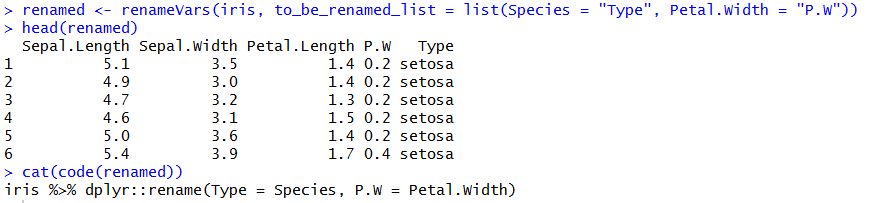 > renamed <- renameVars(iris, to_be_renamed_list = list(Species = "Type", Petal.Width = "P.W"))
> head(renamed)
  Sepal.Length Sepal.Width Petal.Length P.W   Type
1          5.1         3.5          1.4 0.2 setosa
2          4.9         3.0          1.4 0.2 setosa
3          4.7         3.2          1.3 0.2 setosa
4          4.6         3.1          1.5 0.2 setosa
5          5.0         3.6          1.4 0.2 setosa
6          5.4         3.9          1.7 0.4 setosa
> cat(code(renamed))
iris %>% dplyr::rename(Type = Species, P.W = Petal.Width)